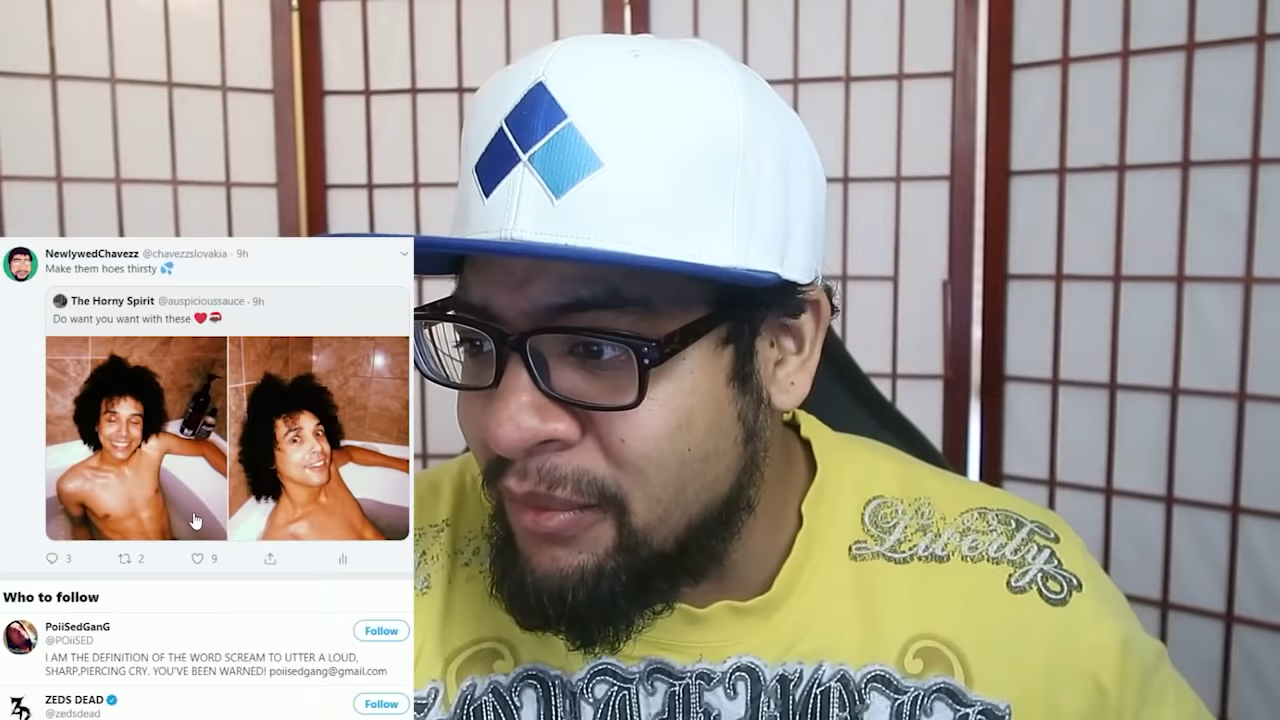 NewlywedChavezz @chavezzslovakia · 9h
Make them hoes thirsty 💦
The Horny Spirit @auspicioussauce · 9h
Do want you want with these ❤️
3 2 9
Who to follow
PoiiSedGanG
@POiiSED
Follow
I AM THE DEFINITION OF THE WORD SCREAM TO UTTER A LOUD,
SHARP,PIERCING CRY. YOU'VE BEEN WARNED! poiisedgang@gmail.com
ZEDS DEAD
@zedsdead
Follow
Liberty